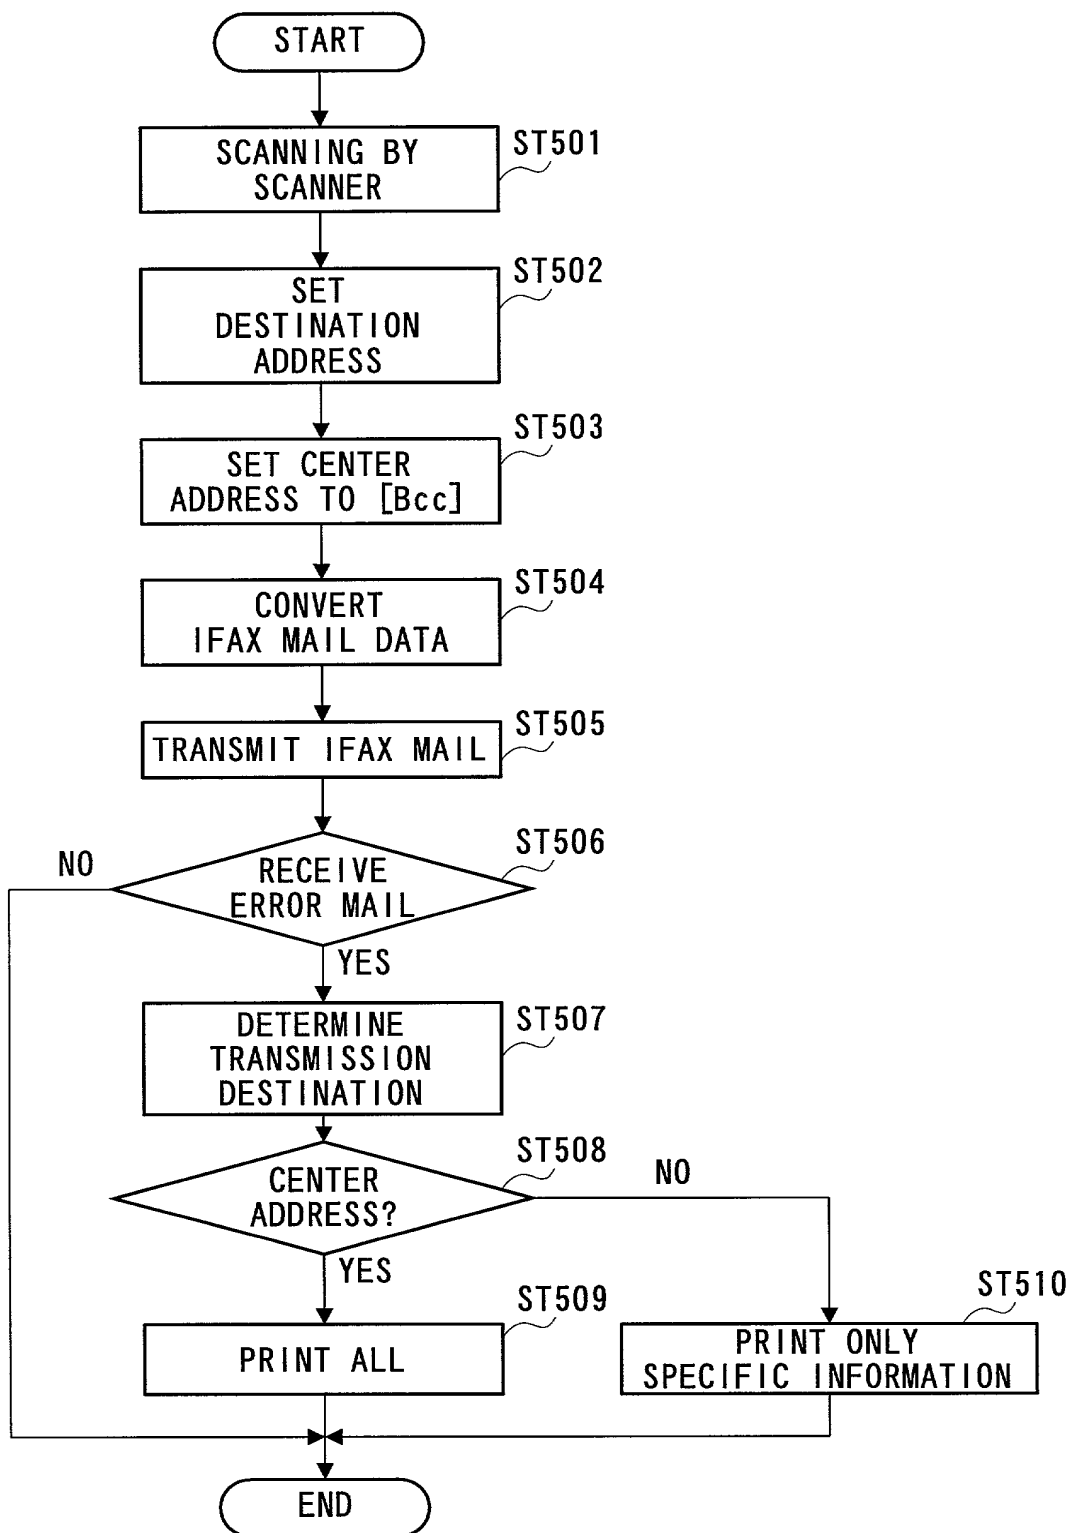 START
SCANNING BY
SCANNER
ST501
SET
DESTINATION
ADDRESS
ST502
SET CENTER
ADDRESS TO [Bcc]
ST503
CONVERT
IFAX MAIL DATA
ST504
TRANSMIT IFAX MAIL
ST505
RECEIVE
ERROR MAIL
ST506
NO
YES
DETERMINE
TRANSMISSION
DESTINATION
ST507
CENTER
ADDRESS?
ST508
NO
YES
PRINT ALL
ST509
PRINT ONLY
SPECIFIC INFORMATION
ST510
END